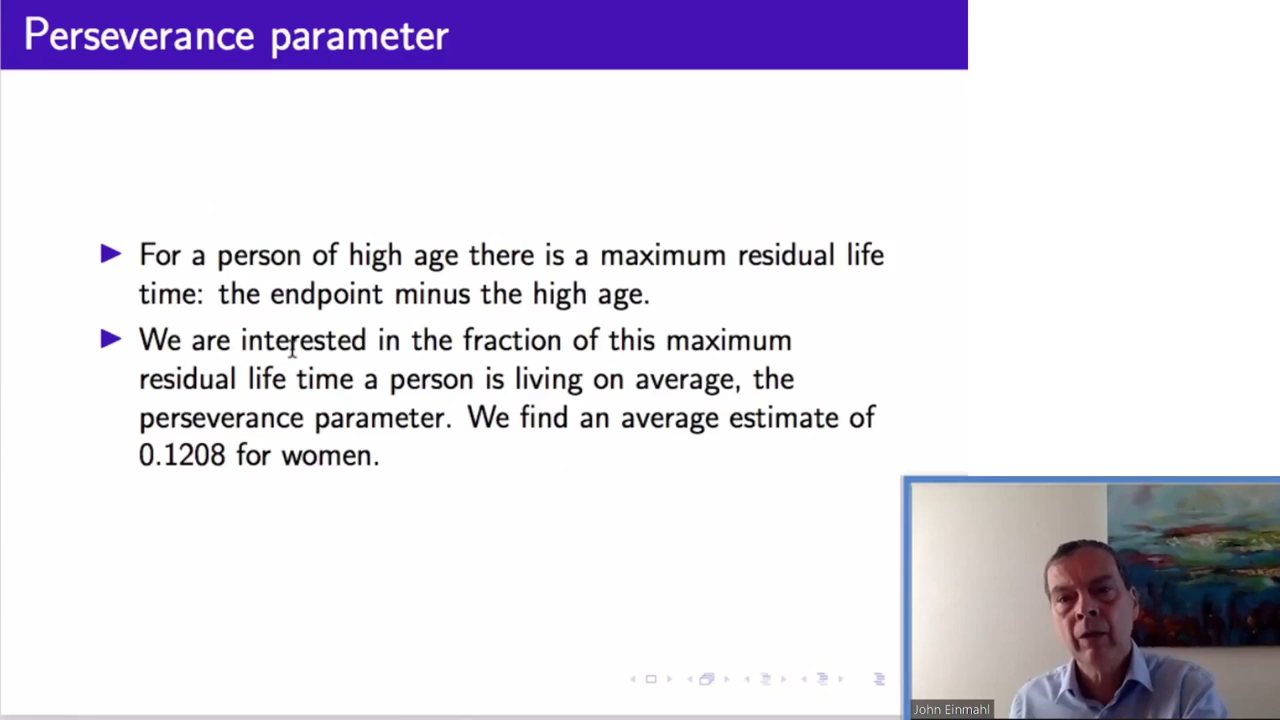 Perseverance parameter
For a person of high age there is a maximum residual life
time: the endpoint minus the high age.
We are interested in the fraction of this maximum
residual life time a person is living on average, the
perseverance parameter. We find an average estimate of
0.1208 for women.
John Einmahl